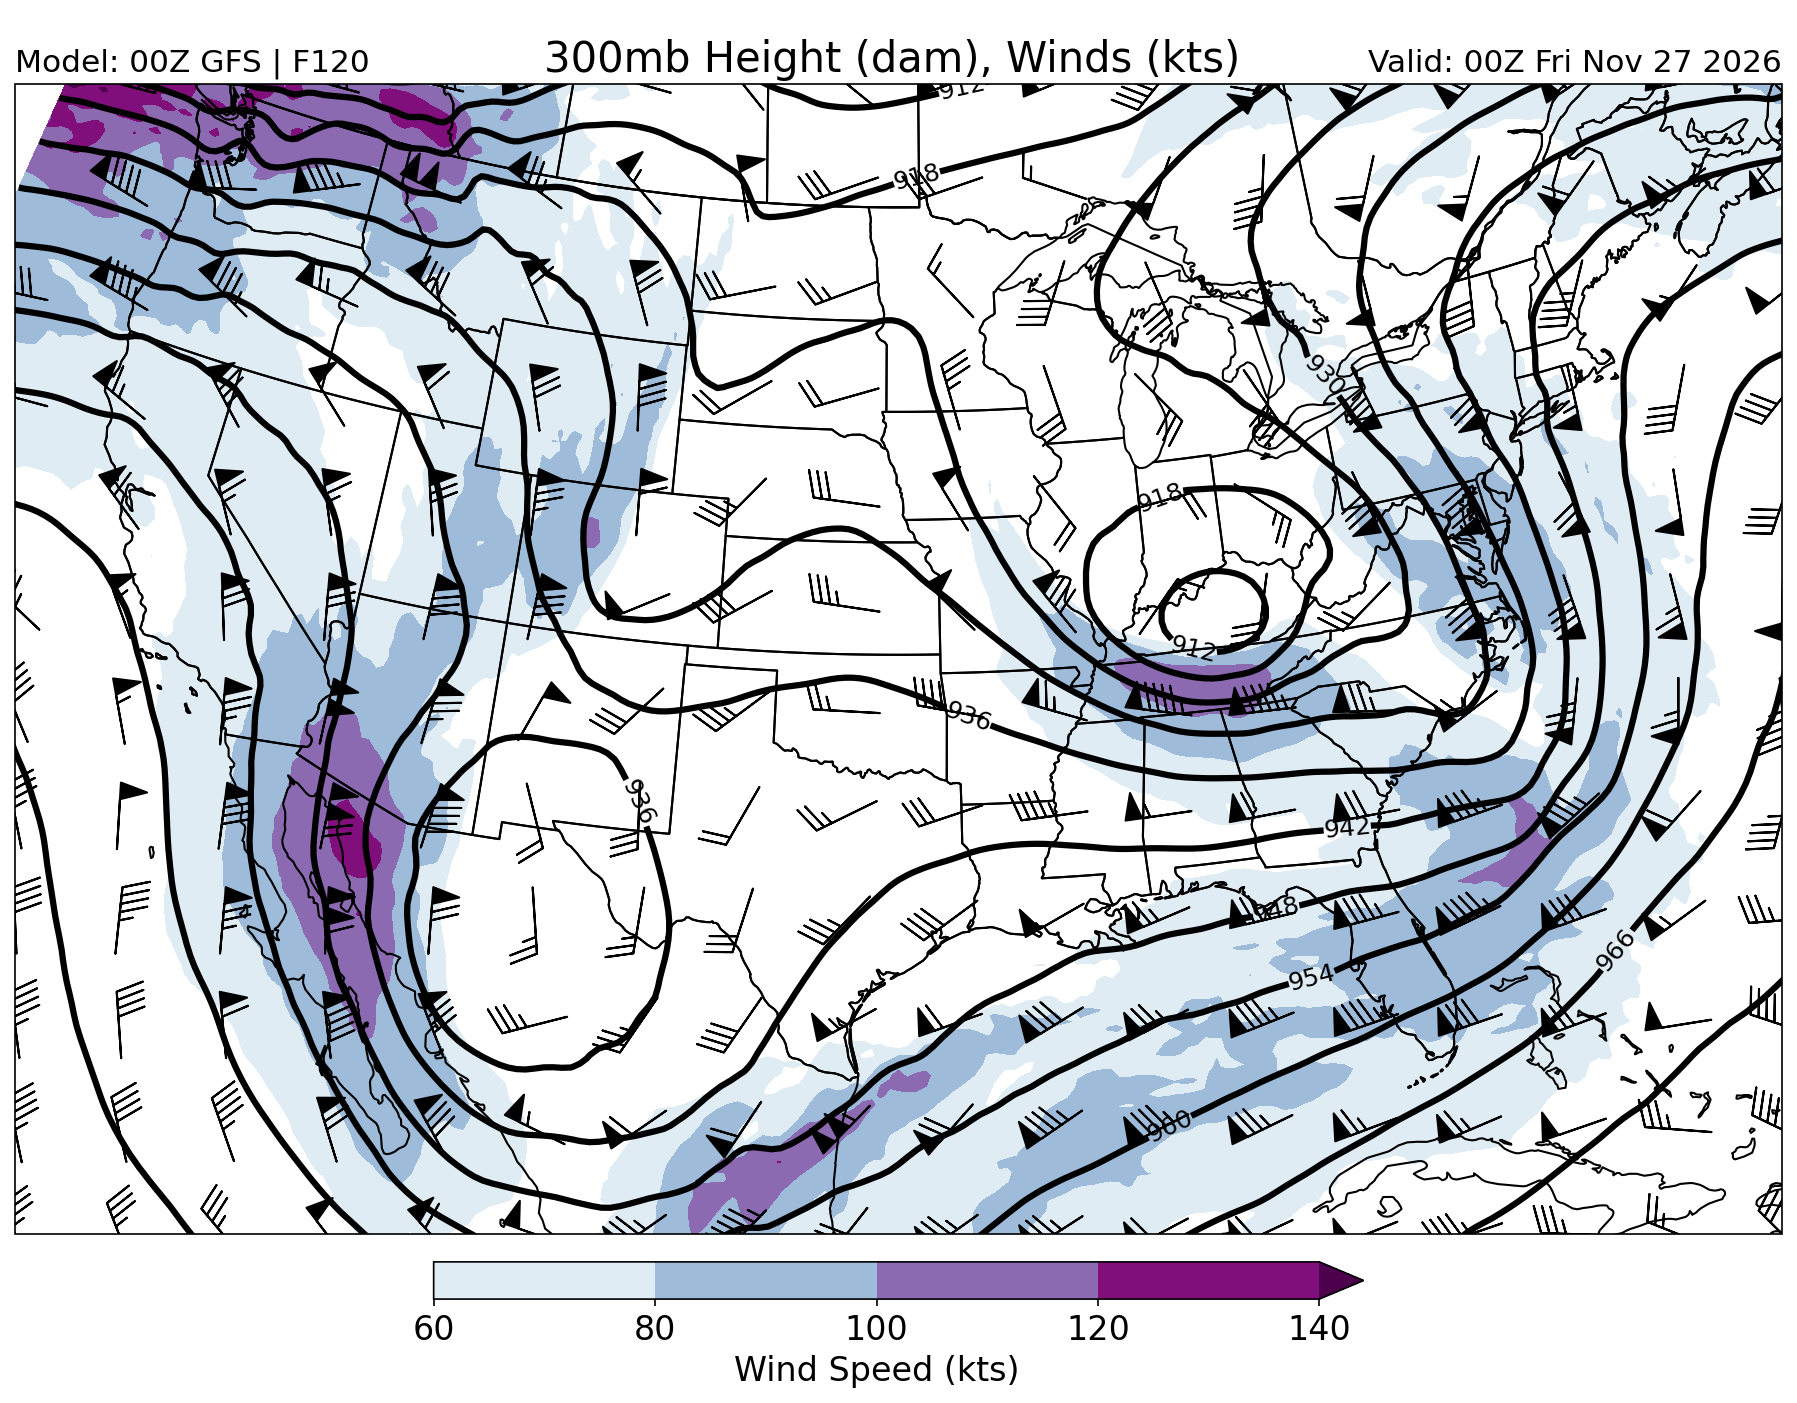 Model: 00Z GFS | F120
300mb Height (dam), Winds (kts)
Valid: 00Z Fri Nov 27 2026
912
918
930
918
912
936
936
942
948
954
966
960
60 80 100 120 140
Wind Speed (kts)